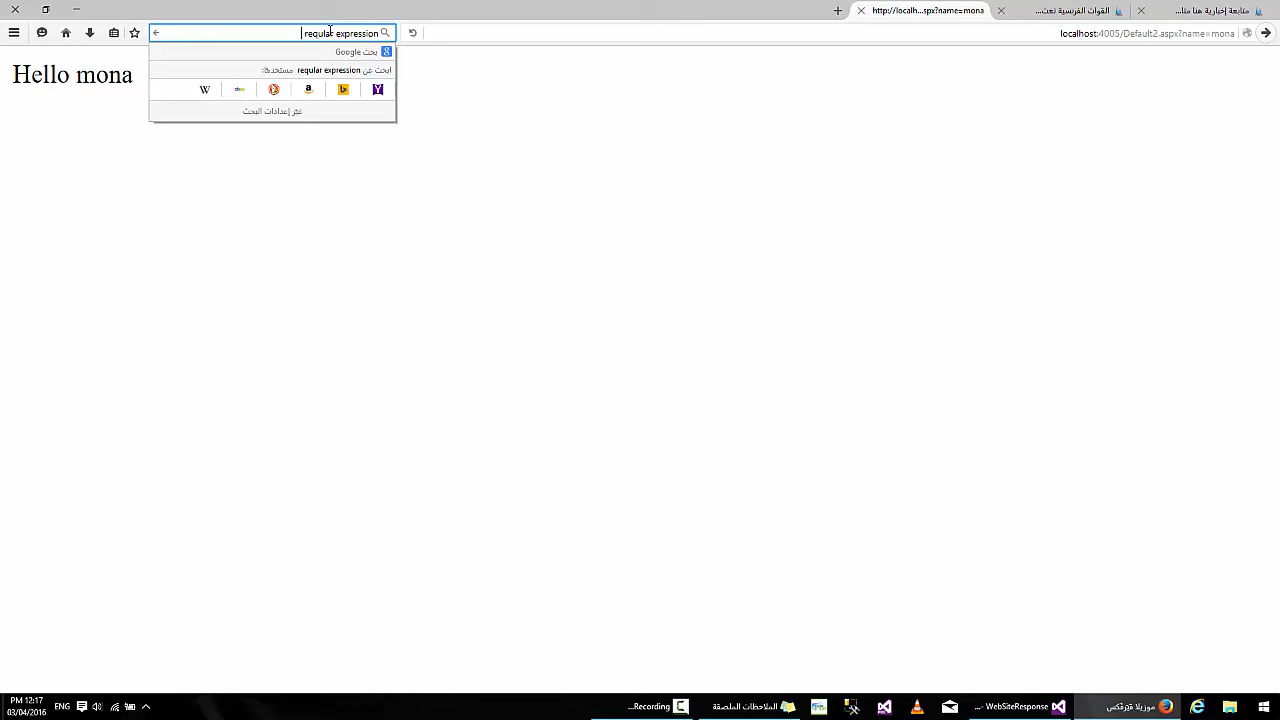 متابعة إخبارية هنا منا...
القوات الفرنسية تعت...
http://localh...spx?name=mona
localhost:4005/Default2.aspx?name=mona
regular expression
بحث Google
ابحث عن regular expression مستخدمًا:
W
غيّر إعدادات البحث
Hello mona
موزيلا فَيَرفُكس
WebSiteResponse -...
الملاحظات الملصقة
Recording...
ENG
12:17 PM
03/04/2016